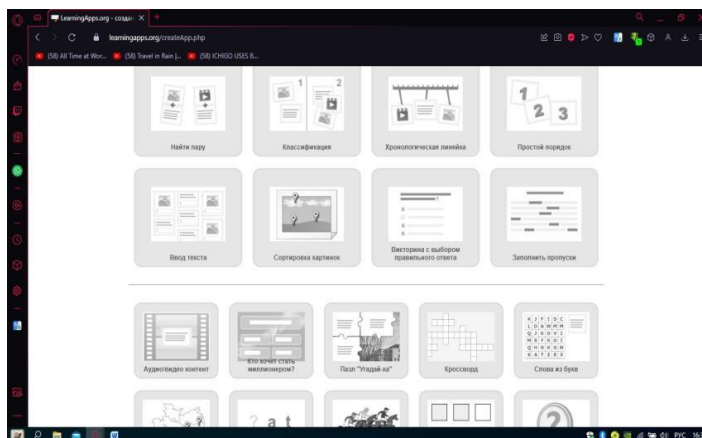 LearningApps.org - создан
learningapps.org/createApp.php
(58) All Time at Wor...
(58) Travel in Rain |...
(58) ICHIGO USES B...
Найти пару
Классификация
Хронологическая линейка
Простой порядок
1
2
1
2
3
Ввод текста
Сортировка картинок
Викторина с выбором
правильного ответа
Заполнить пропуски
Аудио/видео контент
Кто хочет стать
миллионером?
Пазл "Угадай-ка"
Кроссворд
Слова из букв
? a t
РУС